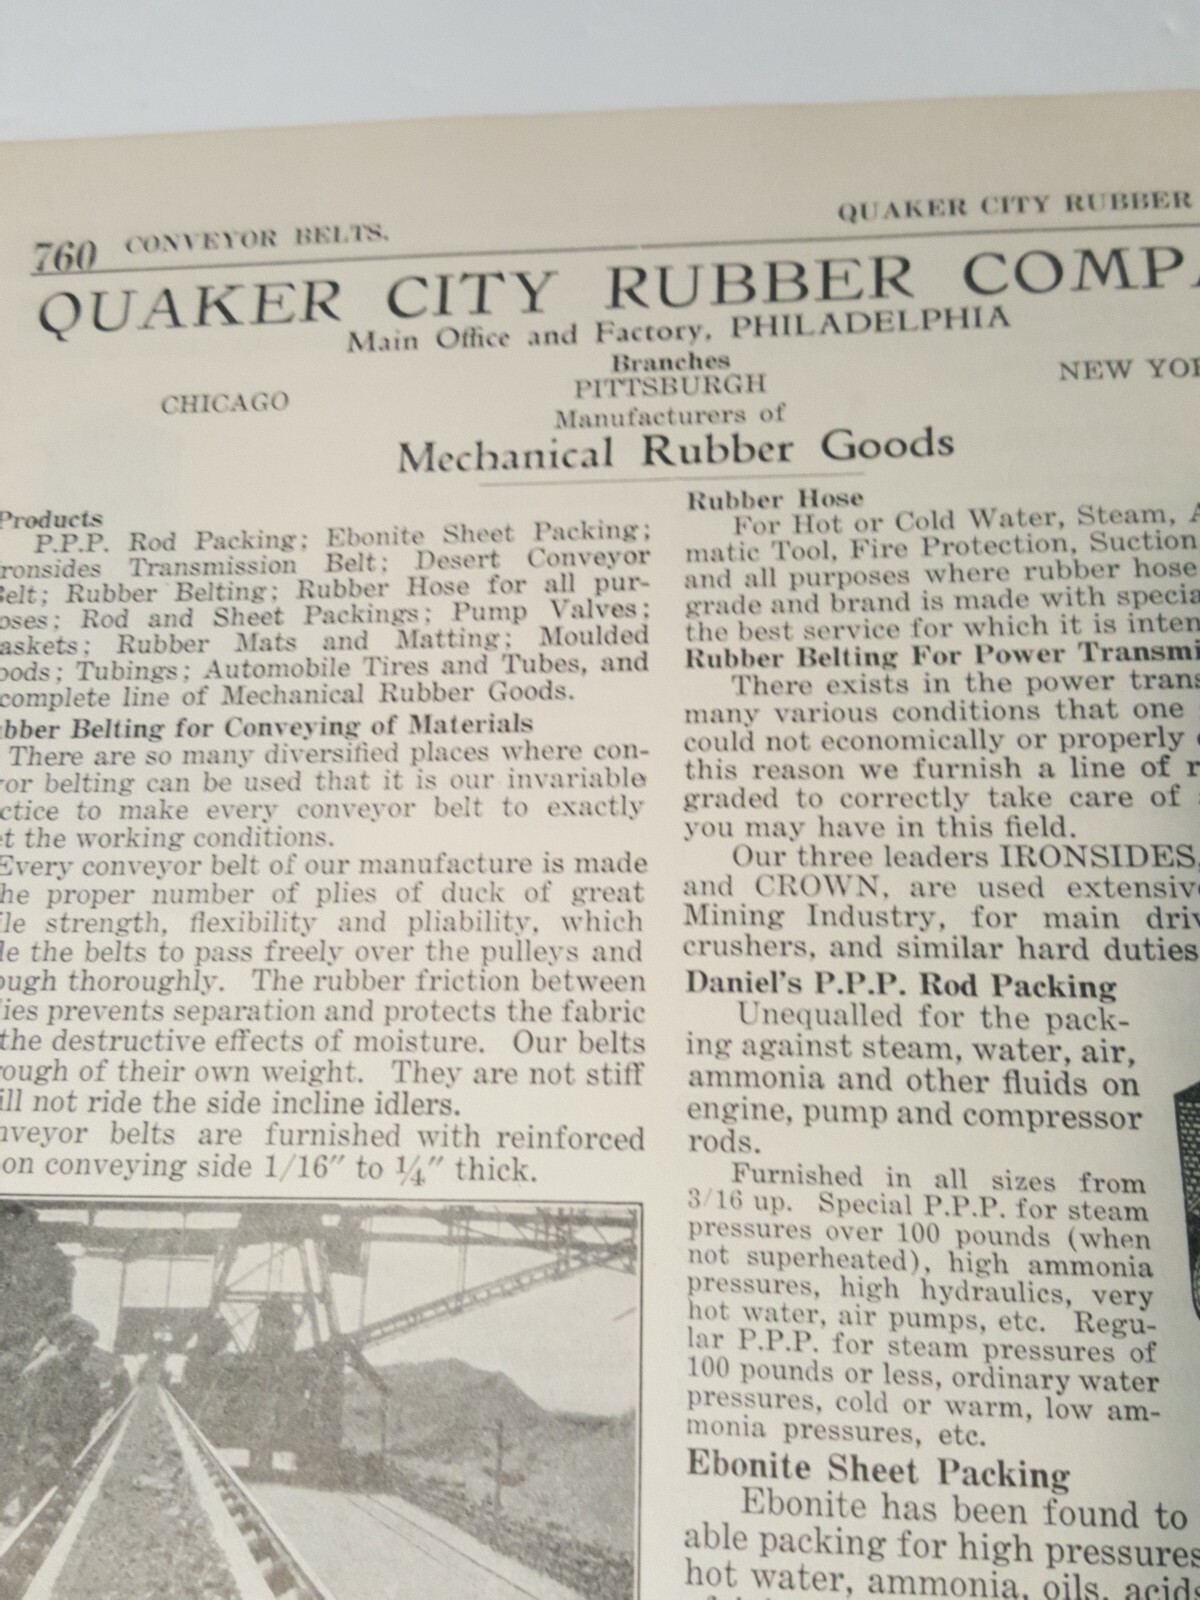 760 CONVEYOR BELTS.
QUAKER CITY RUBBER
QUAKER CITY RUBBER COMPA
Main Office and Factory, PHILADELPHIA
Branches
CHICAGO PITTSBURGH NEW YOR
Manufacturers of
Mechanical Rubber Goods
Products
P.P.P. Rod Packing; Ebonite Sheet Packing;
ronsides Transmission Belt; Desert Conveyor
Belt; Rubber Belting; Rubber Hose for all pur-
oses; Rod and Sheet Packings; Pump Valves;
askets; Rubber Mats and Matting; Moulded
oods; Tubings; Automobile Tires and Tubes, and
complete line of Mechanical Rubber Goods.
ubber Belting for Conveying of Materials
There are so many diversified places where con-
yor belting can be used that it is our invariable
ctice to make every conveyor belt to exactly
et the working conditions.
Every conveyor belt of our manufacture is made
he proper number of plies of duck of great
ile strength, flexibility and pliability, which
le the belts to pass freely over the pulleys and
ough thoroughly. The rubber friction between
lies prevents separation and protects the fabric
the destructive effects of moisture. Our belts
rough of their own weight. They are not stiff
ill not ride the side incline idlers.
nveyor belts are furnished with reinforced
on conveying side 1/16" to ¼" thick.
Rubber Hose
For Hot or Cold Water, Steam, A
matic Tool, Fire Protection, Suction
and all purposes where rubber hose
grade and brand is made with specia
the best service for which it is inten
Rubber Belting For Power Transmi
There exists in the power trans
many various conditions that one
could not economically or properly
this reason we furnish a line of r
graded to correctly take care of
you may have in this field.
Our three leaders IRONSIDES,
and CROWN, are used extensive
Mining Industry, for main driv
crushers, and similar hard duties
Daniel's P.P.P. Rod Packing
Unequalled for the pack-
ing against steam, water, air,
ammonia and other fluids on
engine, pump and compressor
rods.
Furnished in all sizes from
3/16 up. Special P.P.P. for steam
pressures over 100 pounds (when
not superheated), high ammonia
pressures, high hydraulics, very
hot water, air pumps, etc. Regu-
lar P.P.P. for steam pressures of
100 pounds or less, ordinary water
pressures, cold or warm, low am-
monia pressures, etc.
Ebonite Sheet Packing
Ebonite has been found to
able packing for high pressures
hot water, ammonia, oils, acids